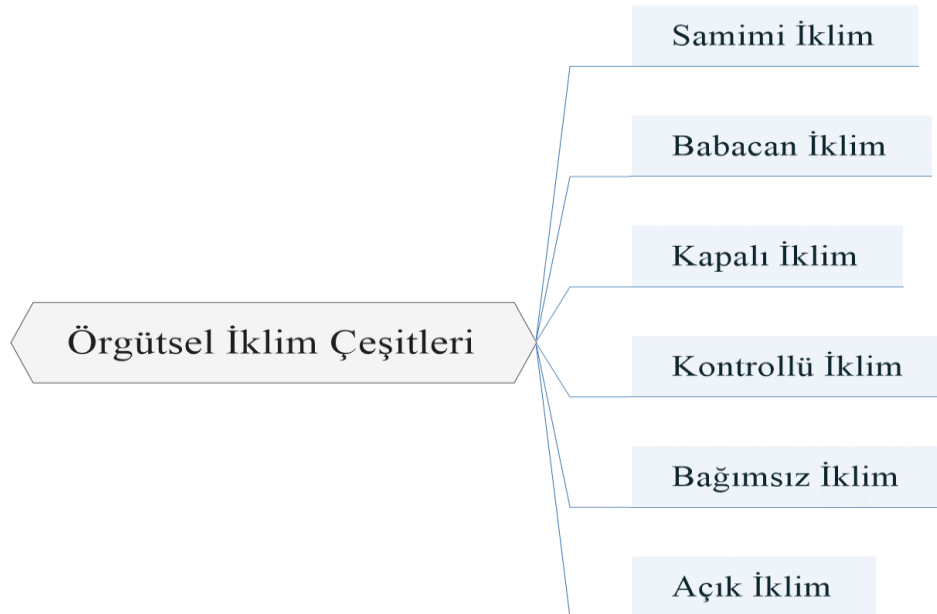 Samimi İklim
Babacan İklim
Kapalı İklim
Örgütsel İklim Çeşitleri
Kontrollü İklim
Bağımsız İklim
Açık İklim